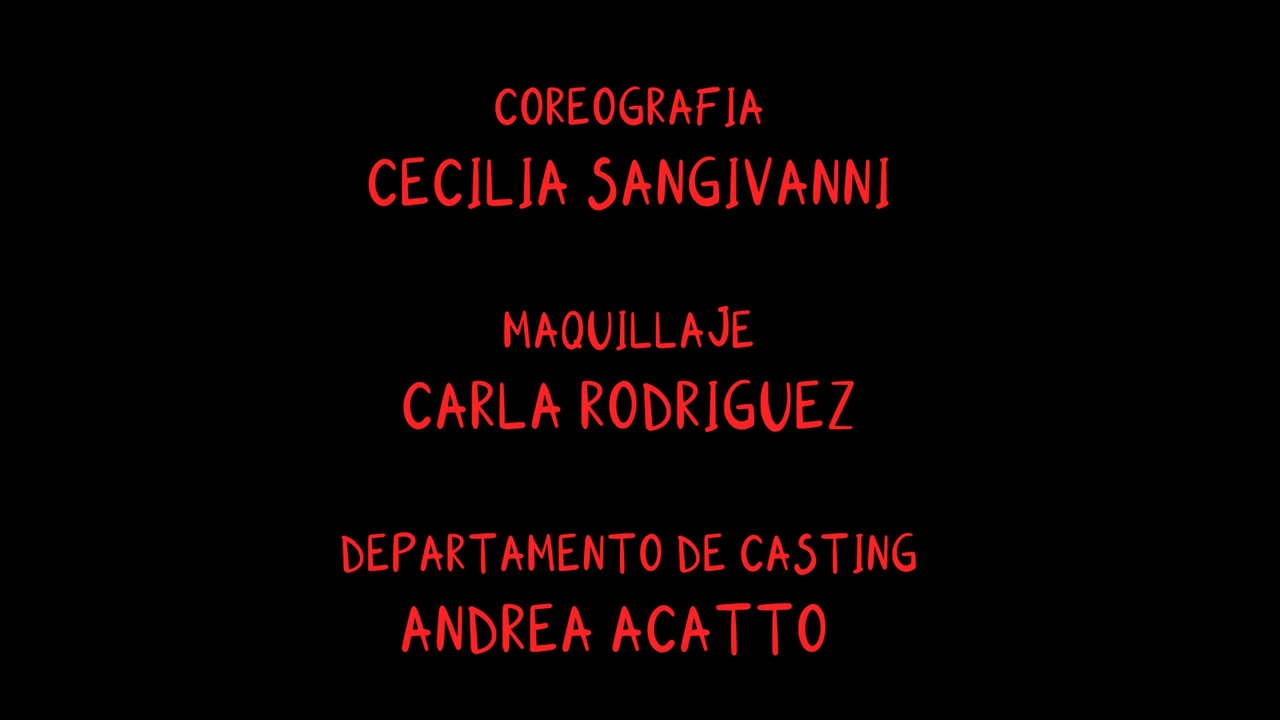 COREOGRAFIA
CECILIA SANGIVANNI
MAQUILLAJE
CARLA RODRIGUEZ
DEPARTAMENTO DE CASTING
ANDREA ACATTO